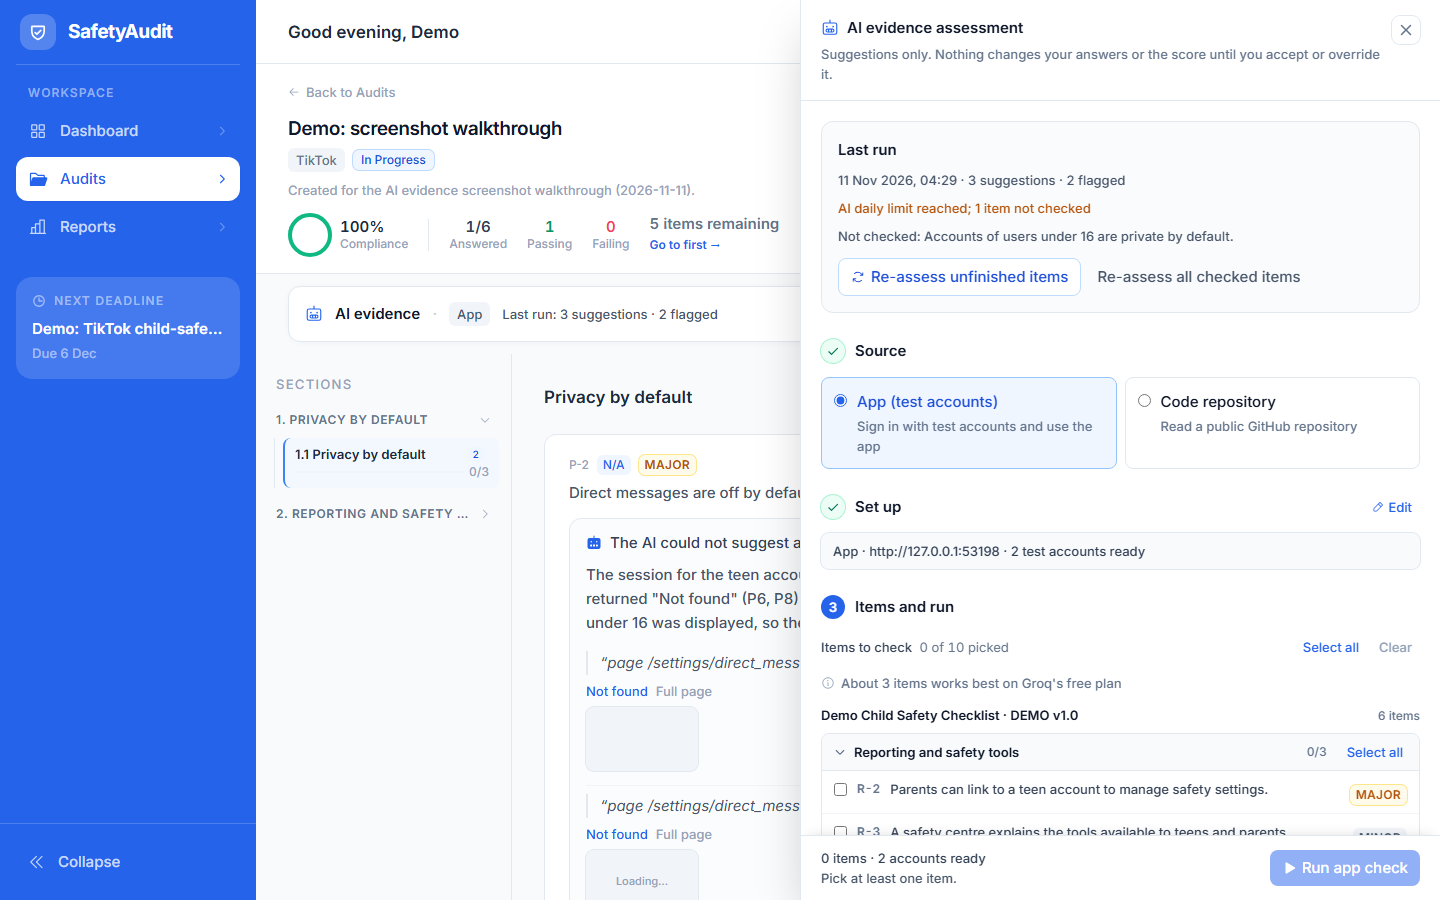 SafetyAudit
WORKSPACE
Dashboard
Audits
Reports
NEXT DEADLINE
Demo: TikTok child-safe...
Due 6 Dec
Collapse
Good evening, Demo
← Back to Audits
Demo: screenshot walkthrough
TikTok In Progress
Created for the AI evidence screenshot walkthrough (2026-11-11).
100%
Compliance
1/6
Answered
1
Passing
0
Failing
5 items remaining
Go to first →
AI evidence · App Last run: 3 suggestions · 2 flagged
SECTIONS
1. PRIVACY BY DEFAULT
1.1 Privacy by default 2
0/3
2. REPORTING AND SAFETY ...
Privacy by default
P-2 N/A MAJOR
Direct messages are off by defau
The AI could not suggest a
The session for the teen accou
returned "Not found" (P6, P8)
under 16 was displayed, so the
“page /settings/direct_mess
Not found Full page
“page /settings/direct_mess
Not found Full page
Loading...
AI evidence assessment
Suggestions only. Nothing changes your answers or the score until you accept or override
it.
Last run
11 Nov 2026, 04:29 · 3 suggestions · 2 flagged
AI daily limit reached; 1 item not checked
Not checked: Accounts of users under 16 are private by default.
Re-assess unfinished items Re-assess all checked items
Source
App (test accounts)
Sign in with test accounts and use the
app
Code repository
Read a public GitHub repository
Set up Edit
App · http://127.0.0.1:53198 · 2 test accounts ready
3 Items and run
Items to check 0 of 10 picked Select all Clear
About 3 items works best on Groq's free plan
Demo Child Safety Checklist · DEMO v1.0 6 items
Reporting and safety tools 0/3 Select all
R-2 Parents can link to a teen account to manage safety settings. MAJOR
R-3 A safety centre explains the tools available to teens and parents. MINOR
0 items · 2 accounts ready
Pick at least one item.
Run app check